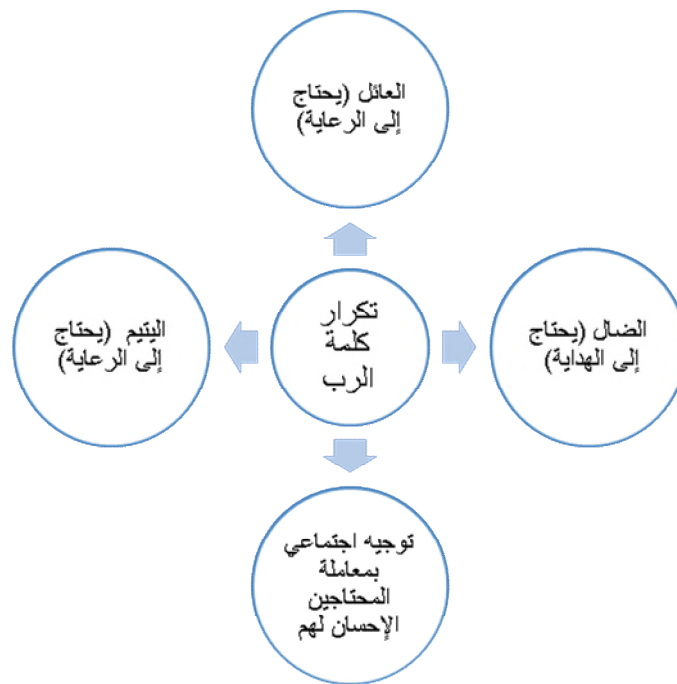 العائل (يحتاج
إلى الرعاية)
الضال (يحتاج
إلى الهداية)
تكرار
كلمة
الرب
اليتيم (يحتاج
إلى الرعاية)
توجيه اجتماعي
بمعاملة
المحتاجين
الإحسان لهم